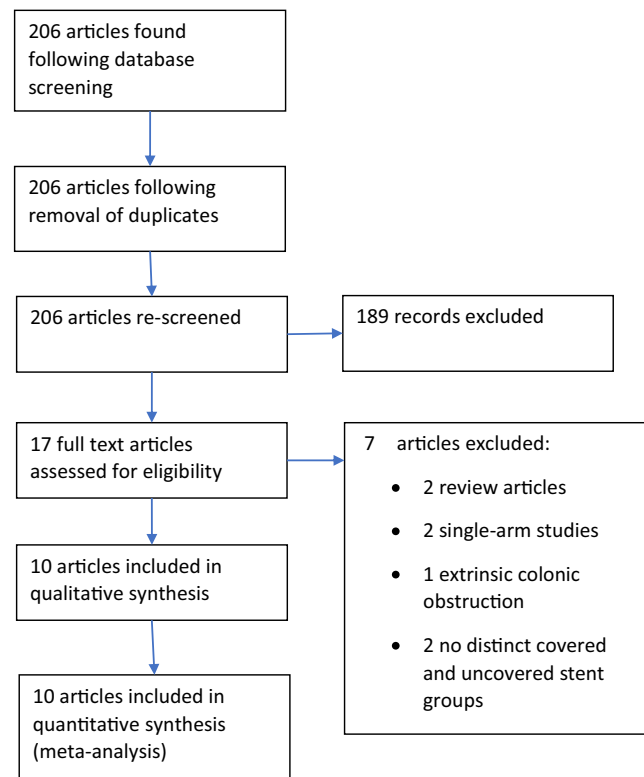 206 articles found
following database
screening
206 articles following
removal of duplicates
206 articles re-screened
189 records excluded
17 full text articles
assessed for eligibility
7 articles excluded:
• 2 review articles
• 2 single-arm studies
• 1 extrinsic colonic
obstruction
• 2 no distinct covered
and uncovered stent
groups
10 articles included in
qualitative synthesis
10 articles included in
quantitative synthesis
(meta-analysis)